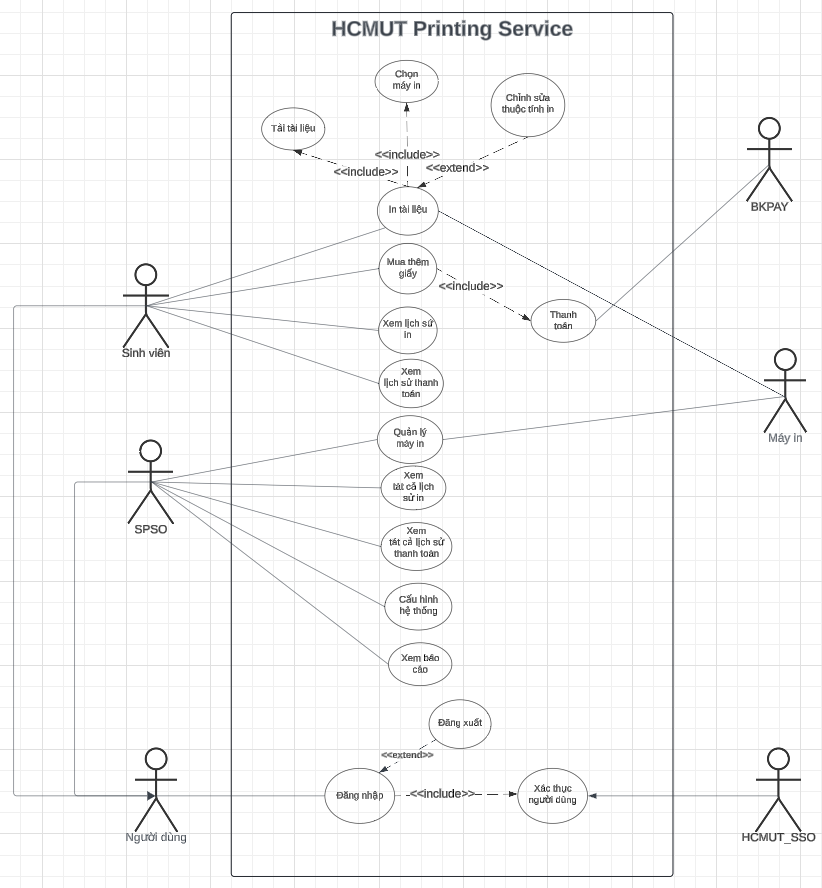 HCMUT Printing Service
Chọn
máy in
Chỉnh sửa
thuộc tính in
Tải tài liệu
<<include>>
<<include>>
<<extend>>
BKPAY
In tài liệu
Mua thêm
giấy
<<include>>
Thanh
toán
Xem lịch sử
in
Sinh viên
Xem
lịch sử thanh
toán
Máy in
Quản lý
máy in
Xem
tất cả lịch
sử in
SPSO
Xem
tất cả lịch sử
thanh toán
Cấu hình
hệ thống
Xem báo
cáo
Đăng xuất
<<extend>>
Đăng nhập
<<include>>
Xác thực
người dùng
Người dùng
HCMUT_SSO